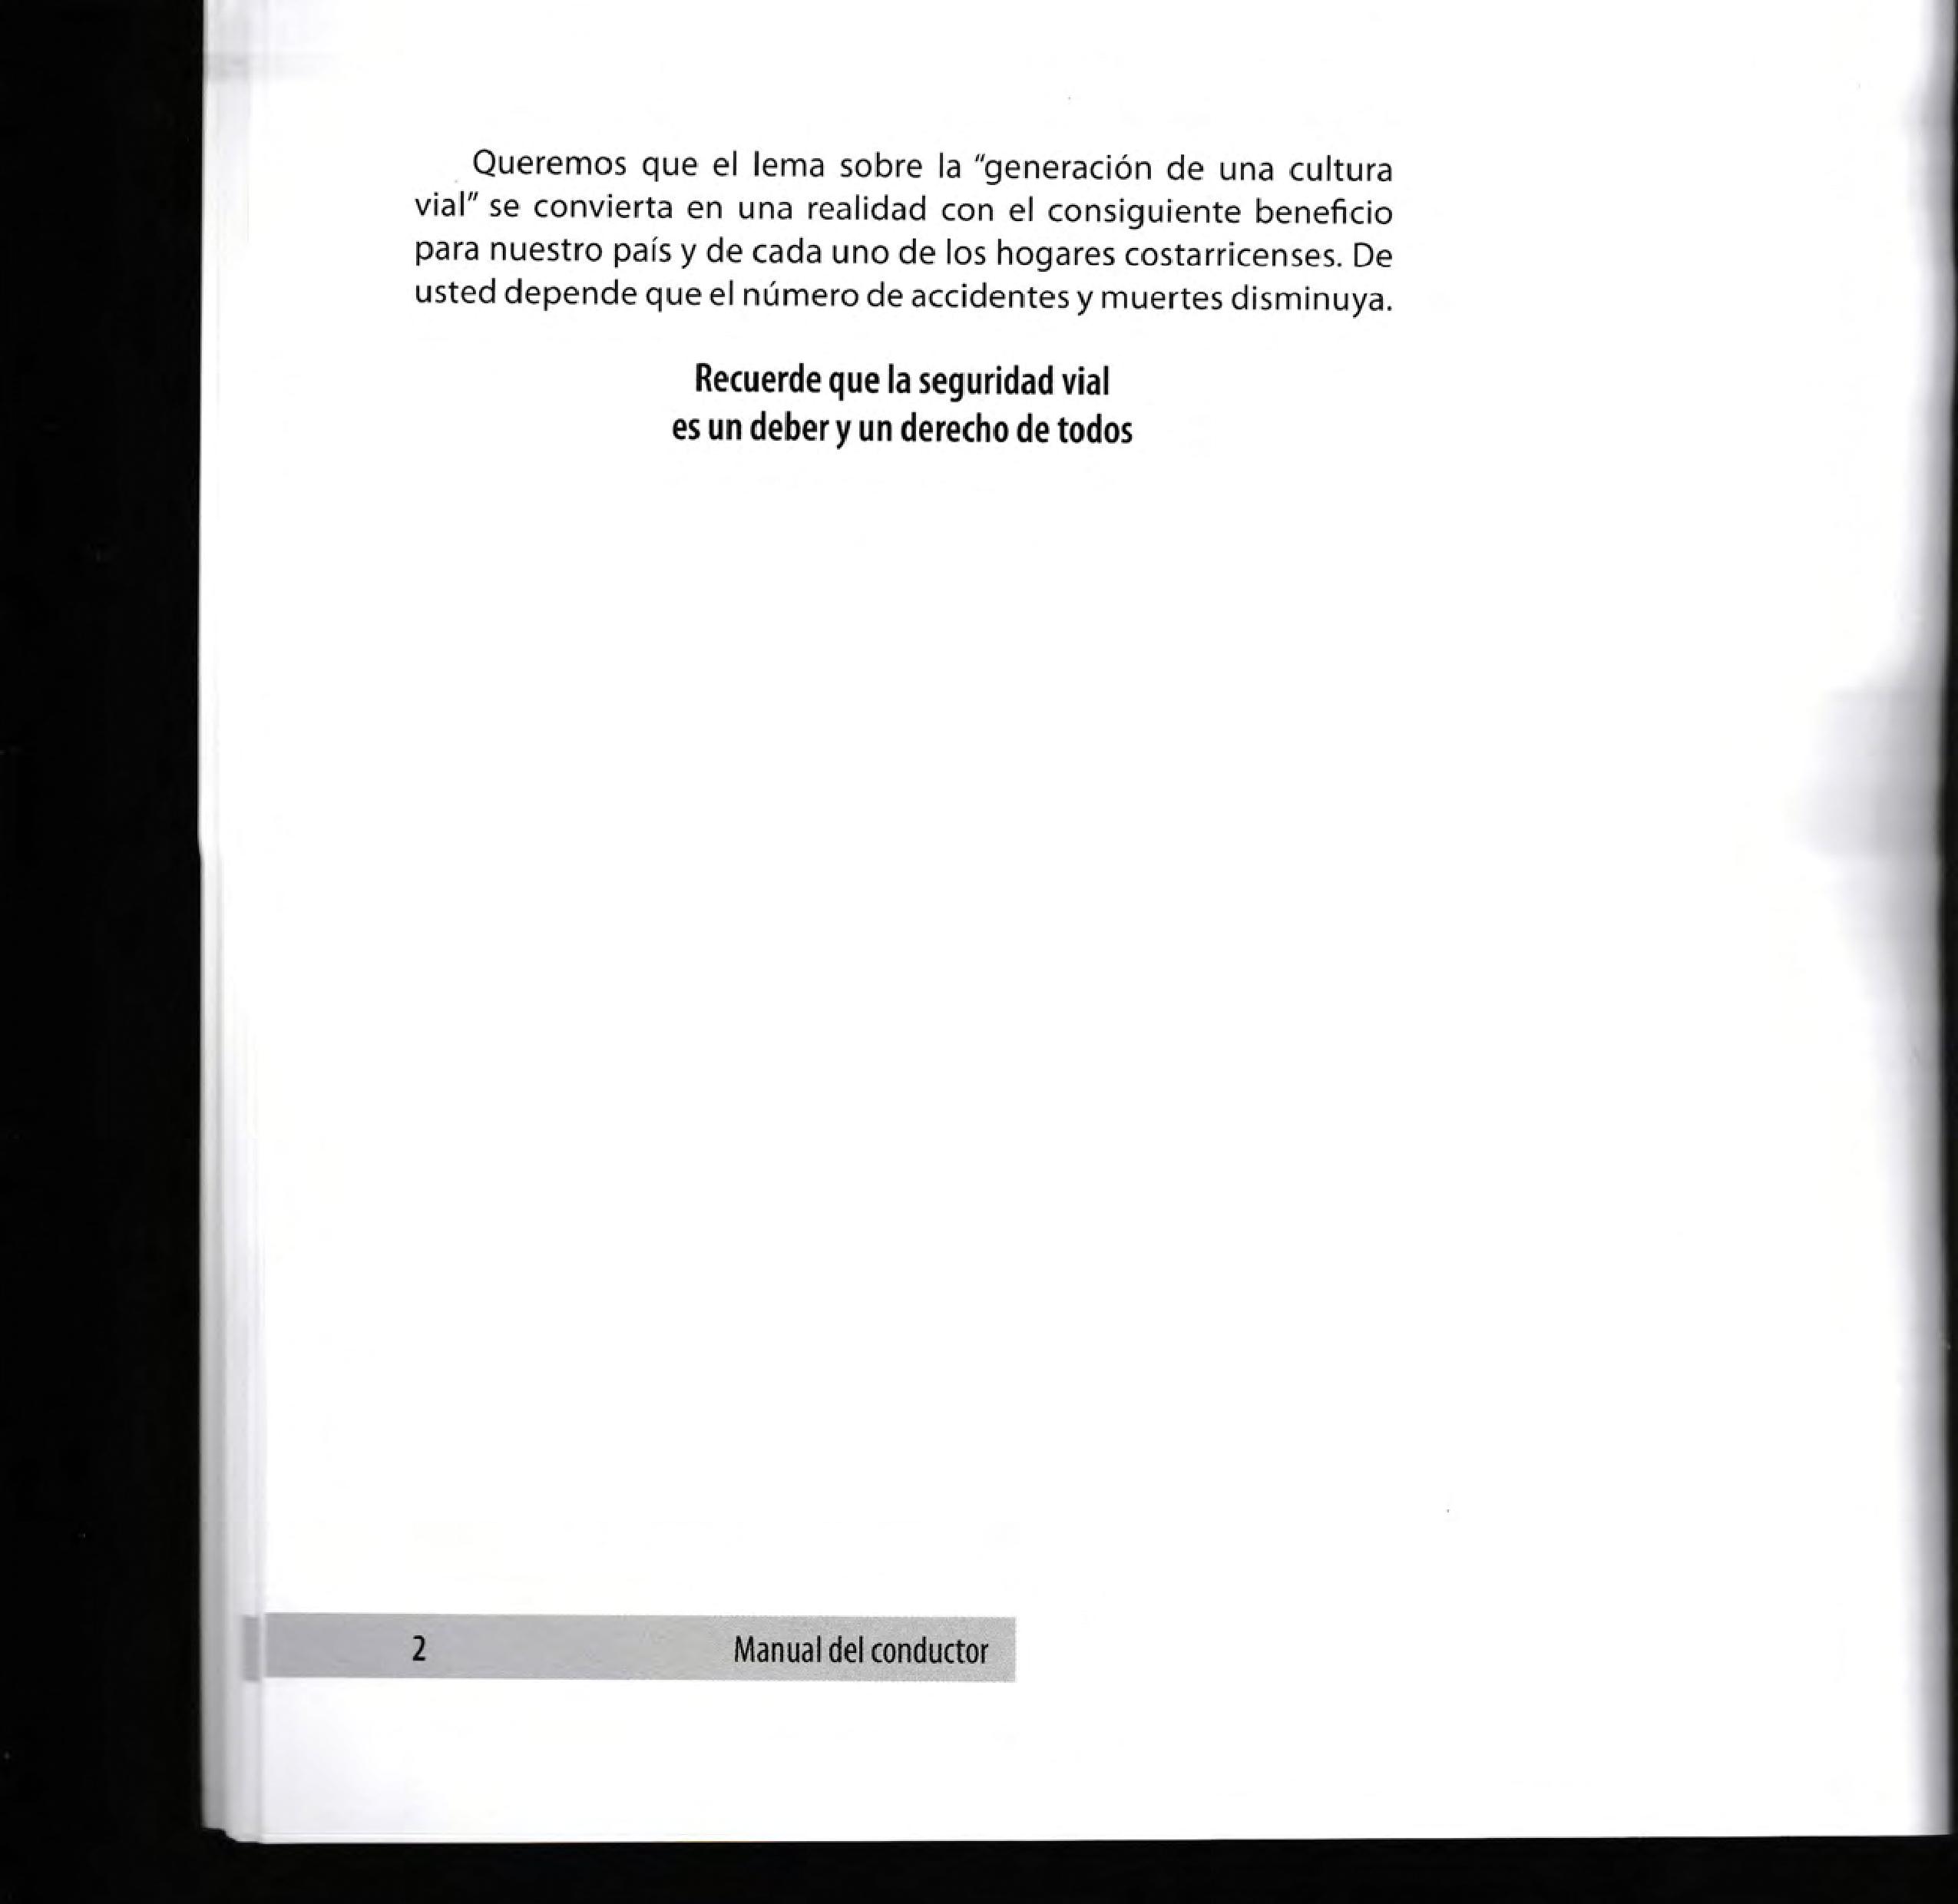 Queremos que el lema sobre la “generación de una cultura
vial” se convierta en una realidad con el consiguiente beneficio
para nuestro país y de cada uno de los hogares costarricenses. De
usted depende que el número de accidentes y muertes disminuya.
Recuerde que la seguridad vial
es un deber y un derecho de todos
2 Manual del conductor